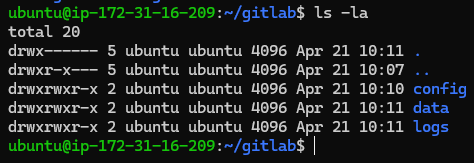 ubuntu@ip-172-31-16-209:~/gitlab$ ls -la
total 20
drwx------ 5 ubuntu ubuntu 4096 Apr 21 10:11 .
drwxr-x--- 5 ubuntu ubuntu 4096 Apr 21 10:07 ..
drwxrwxr-x 2 ubuntu ubuntu 4096 Apr 21 10:10 config
drwxrwxr-x 2 ubuntu ubuntu 4096 Apr 21 10:11 data
drwxrwxr-x 2 ubuntu ubuntu 4096 Apr 21 10:11 logs
ubuntu@ip-172-31-16-209:~/gitlab$